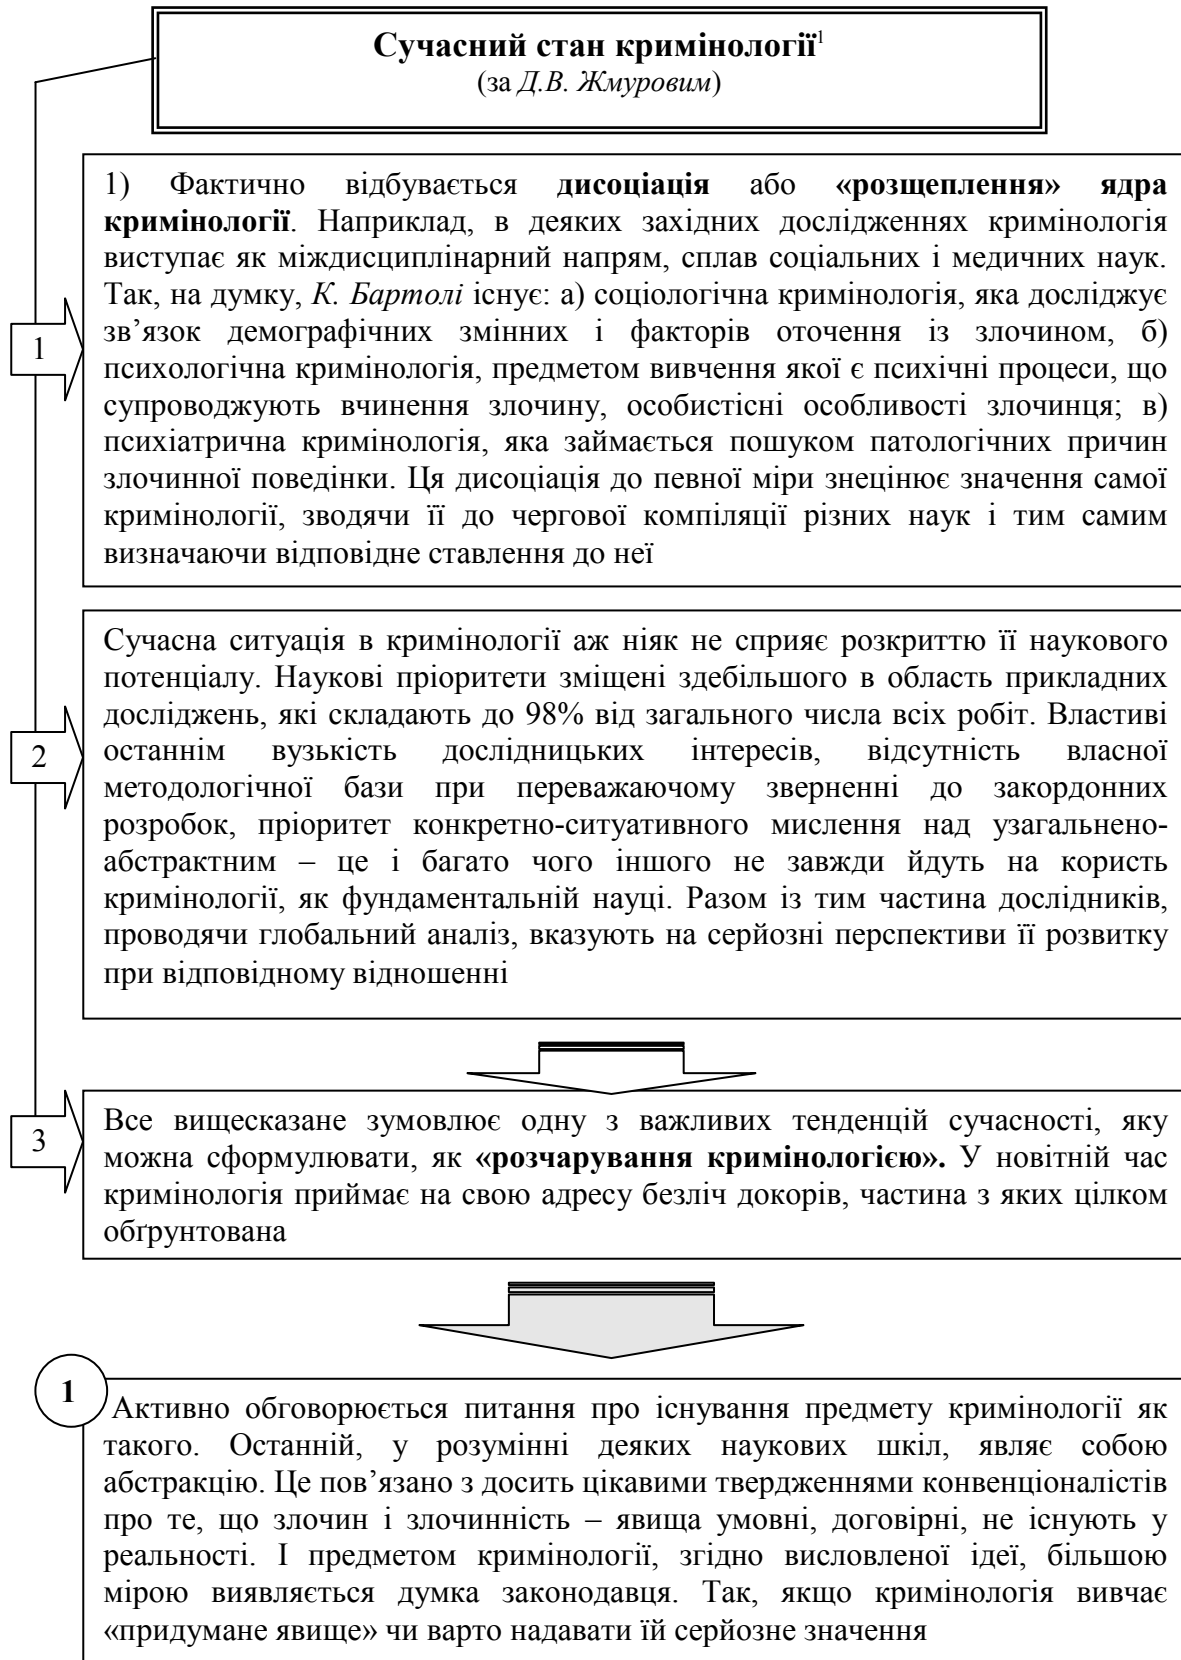 Сучасний стан кримінології¹
(за Д.В. Жмуровим)
1) Фактично відбувається дисоціація або «розщеплення» ядра
кримінології. Наприклад, в деяких західних дослідженнях кримінологія
виступає як міждисциплінарний напрям, сплав соціальних і медичних наук.
Так, на думку, К. Бартолі існує: а) соціологічна кримінологія, яка досліджує
зв’язок демографічних змінних і факторів оточення із злочином, б)
психологічна кримінологія, предметом вивчення якої є психічні процеси, що
супроводжують вчинення злочину, особистісні особливості злочинця; в)
психіатрична кримінологія, яка займається пошуком патологічних причин
злочинної поведінки. Ця дисоціація до певної міри знецінює значення самої
кримінології, зводячи її до чергової компіляції різних наук і тим самим
визначаючи відповідне ставлення до неї
1
Сучасна ситуація в кримінології аж ніяк не сприяє розкриттю її наукового
потенціалу. Наукові пріоритети зміщені здебільшого в область прикладних
досліджень, які складають до 98% від загального числа всіх робіт. Властиві
останнім вузькість дослідницьких інтересів, відсутність власної
методологічної бази при переважаючому зверненні до закордонних
розробок, пріоритет конкретно-ситуативного мислення над узагальнено-
абстрактним – це і багато чого іншого не завжди йдуть на користь
кримінології, як фундаментальній науці. Разом із тим частина дослідників,
проводячи глобальний аналіз, вказують на серйозні перспективи її розвитку
при відповідному відношенні
2
Все вищесказане зумовлює одну з важливих тенденцій сучасності, яку
можна сформулювати, як «розчарування кримінологією». У новітній час
кримінологія приймає на свою адресу безліч докорів, частина з яких цілком
обґрунтована
3
1
Активно обговорюється питання про існування предмету кримінології як
такого. Останній, у розумінні деяких наукових шкіл, являє собою
абстракцію. Це пов’язано з досить цікавими твердженнями конвенціоналістів
про те, що злочин і злочинність – явища умовні, договірні, не існують у
реальності. І предметом кримінології, згідно висловленої ідеї, більшою
мірою виявляється думка законодавця. Так, якщо кримінологія вивчає
«придумане явище» чи варто надавати їй серйозне значення